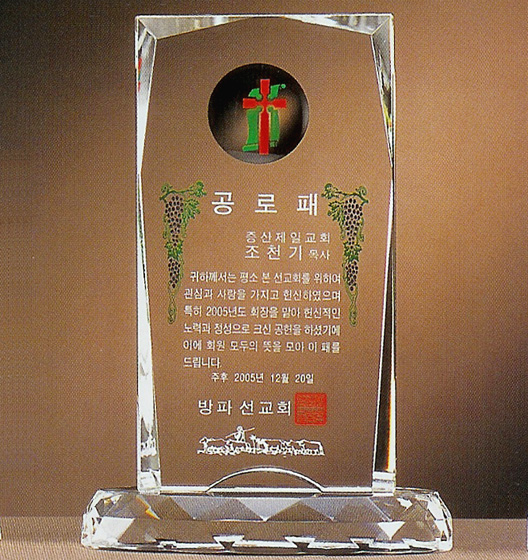 공 로 패
증산제일교회
조 천 기 목사
귀하께서는 평소 본 선교회를 위하여
관심과 사랑을 가지고 헌신하였으며
특히 2005년도 회장을 맡아 헌신적인
노력과 정성으로 크신 공헌을 하셨기에
이에 회원 모두의 뜻을 모아 이 패를
드립니다.
주후 2005년 12월 20일
방파 선교회